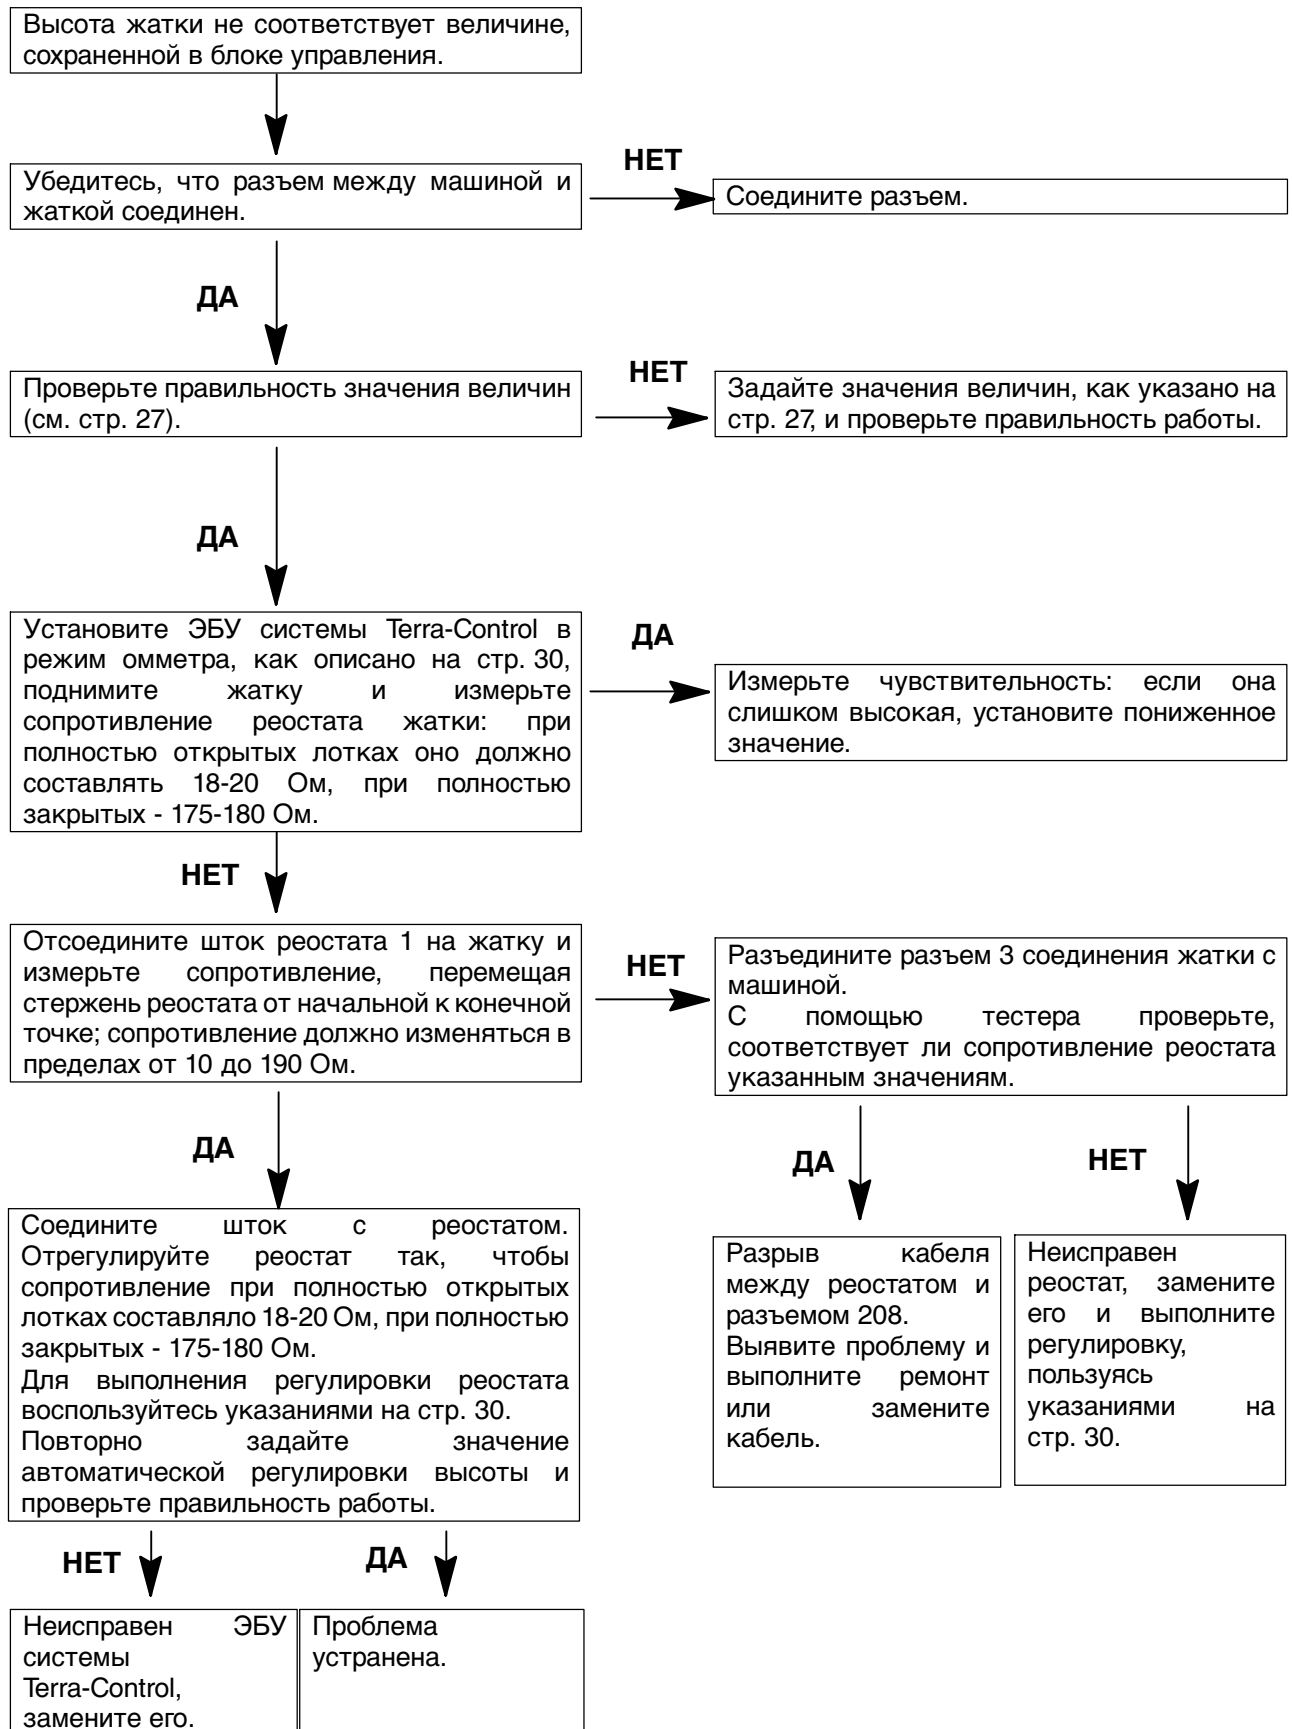 Высота жатки не соответствует величине,
сохраненной в блоке управления.
НЕТ
Убедитесь, что разъем между машиной и
жаткой соединен.
Соедините разъем.
ДА
Проверьте правильность значения величин
(см. стр. 27).
НЕТ
Задайте значения величин, как указано на
стр. 27, и проверьте правильность работы.
ДА
Установите ЭБУ системы Terra-Control в
режим омметра, как описано на стр. 30,
поднимите жатку и измерьте
сопротивление реостата жатки: при
полностью открытых лотках оно должно
составлять 18-20 Ом, при полностью
закрытых - 175-180 Ом.
ДА
Измерьте чувствительность: если она
слишком высокая, установите пониженное
значение.
НЕТ
Отсоедините шток реостата 1 на жатку и
измерьте сопротивление, перемещая
стержень реостата от начальной к конечной
точке; сопротивление должно изменяться в
пределах от 10 до 190 Ом.
НЕТ
Разъедините разъем 3 соединения жатки с
машиной.
С помощью тестера проверьте,
соответствует ли сопротивление реостата
указанным значениям.
ДА
ДА
НЕТ
Соедините шток с реостатом.
Отрегулируйте реостат так, чтобы
сопротивление при полностью открытых
лотках составляло 18-20 Ом, при полностью
закрытых - 175-180 Ом.
Для выполнения регулировки реостата
воспользуйтесь указаниями на стр. 30.
Повторно задайте значение
автоматической регулировки высоты и
проверьте правильность работы.
Разрыв кабеля
между реостатом и
разъемом 208.
Выявите проблему и
выполните ремонт
или замените
кабель.
Неисправен
реостат, замените
его и выполните
регулировку,
пользуясь
указаниями на
стр. 30.
НЕТ
ДА
Неисправен ЭБУ
системы
Terra-Control,
замените его.
Проблема
устранена.